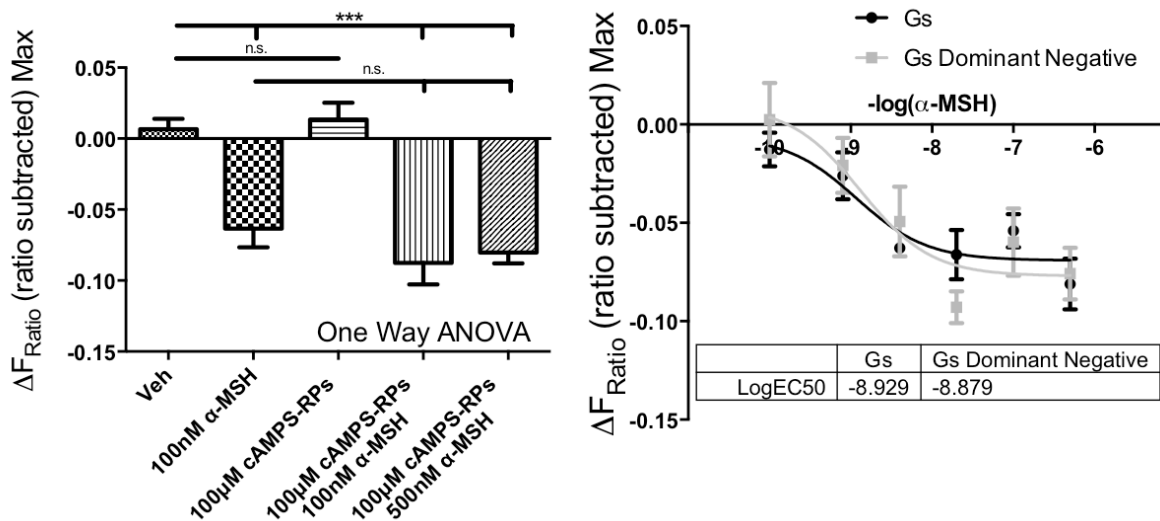 ΔF_Ratio (ratio subtracted) Max
***
n.s.
n.s.
0.05
0.00
-0.05
-0.10
-0.15
One Way ANOVA
Veh
100nM α-MSH
100μM cAMPS-RPs
100μM cAMPS-RPs
100nM α-MSH
100μM cAMPS-RPs
500nM α-MSH
ΔF_Ratio (ratio subtracted) Max
Gs
Gs Dominant Negative
-log(α-MSH)
0.05
0.00
-0.05
-0.10
-0.15
-10 -9 -8 -7 -6
Gs Gs Dominant Negative
LogEC50 -8.929 -8.879